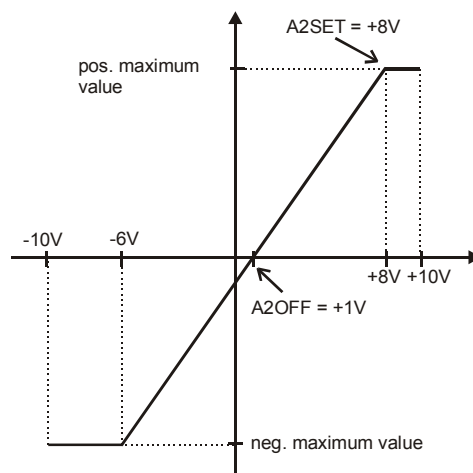 A2SET = +8V
pos. maximum
value
-10V
-6V
+8V
+10V
A2OFF = +1V
neg. maximum value